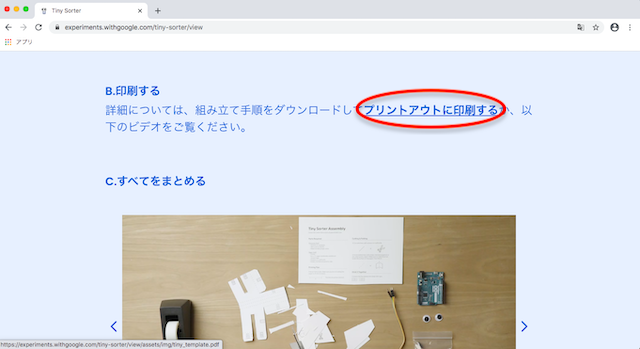 Tiny Sorter
experiments.withgoogle.com/tiny-sorter/view
アプリ
B.印刷する
詳細については、組み立て手順をダウンロードしてプリントアウトに印刷するか、以
下のビデオをご覧ください。
C.すべてをまとめる
Tiny Sorter Assembly
https://experiments.withgoogle.com/tiny-sorter/view/assets/img/tiny_template.pdf